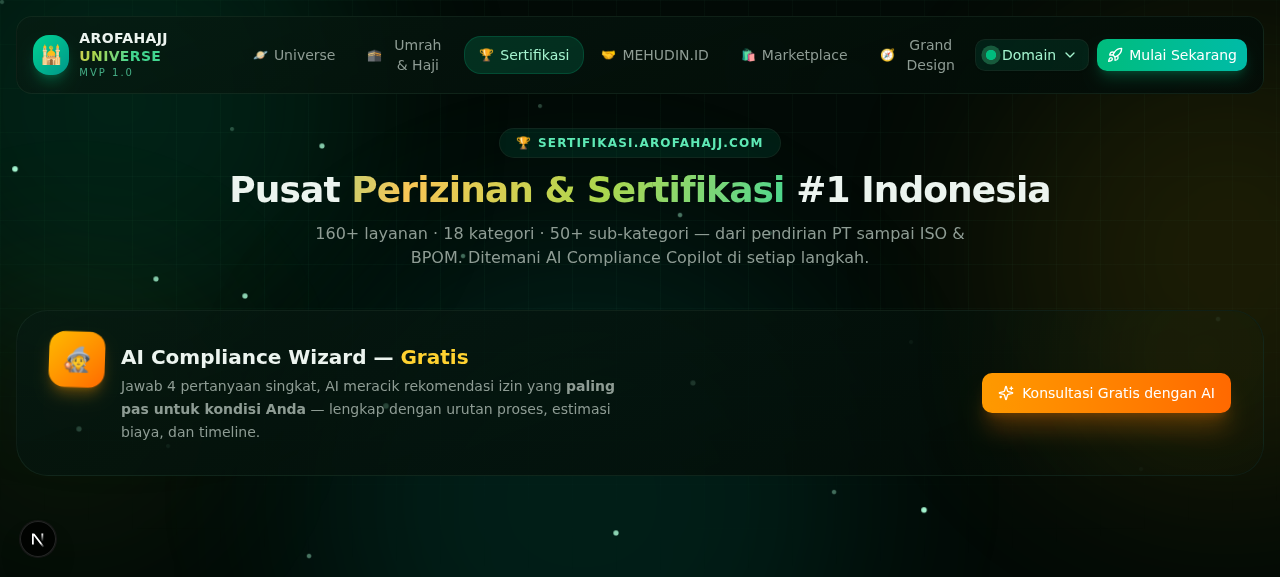 AROFAHAJJ
UNIVERSE
MVP 1.0
Universe
Umrah
& Haji
Sertifikasi
MEHUDIN.ID
Marketplace
Grand
Design
Domain
Mulai Sekarang
SERTIFIKASI.AROFAHAJJ.COM
Pusat Perizinan & Sertifikasi #1 Indonesia
160+ layanan · 18 kategori · 50+ sub-kategori — dari pendirian PT sampai ISO &
BPOM. Ditemani AI Compliance Copilot di setiap langkah.
AI Compliance Wizard — Gratis
Jawab 4 pertanyaan singkat, AI meracik rekomendasi izin yang paling
pas untuk kondisi Anda — lengkap dengan urutan proses, estimasi
biaya, dan timeline.
Konsultasi Gratis dengan AI
N